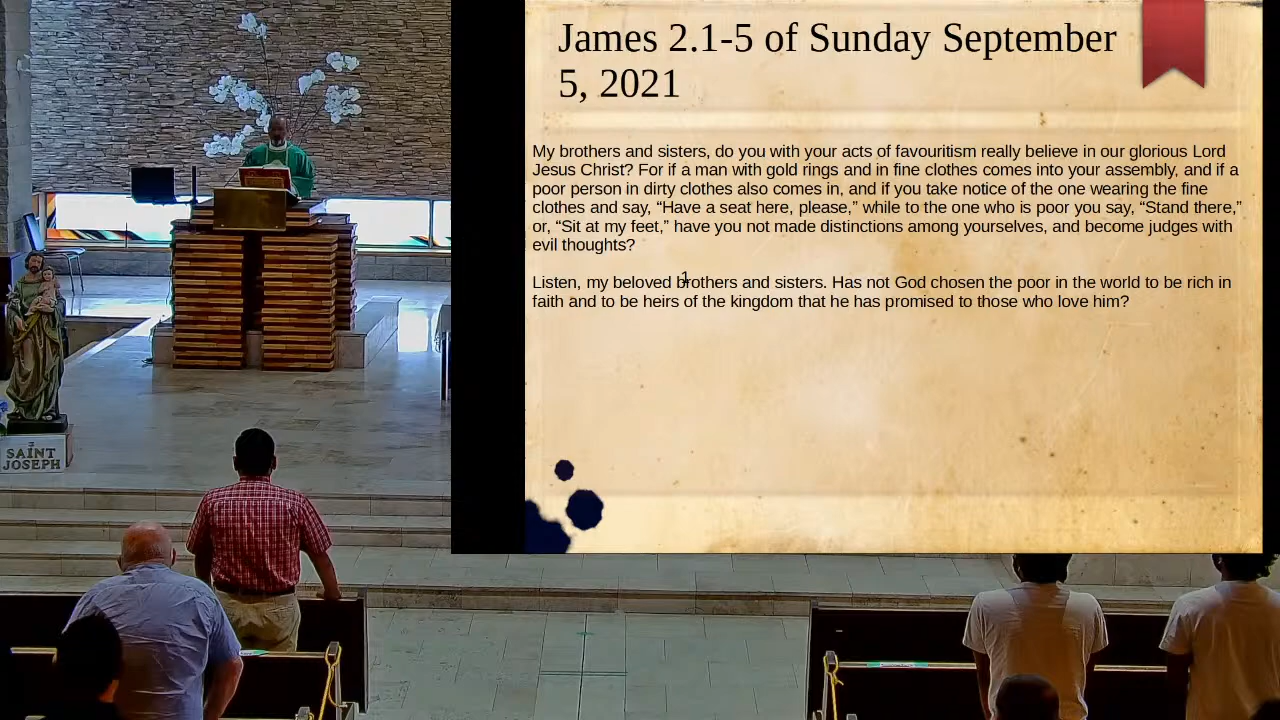 James 2.1-5 of Sunday September
5, 2021
My brothers and sisters, do you with your acts of favouritism really believe in our glorious Lord
Jesus Christ? For if a man with gold rings and in fine clothes comes into your assembly, and if a
poor person in dirty clothes also comes in, and if you take notice of the one wearing the fine
clothes and say, “Have a seat here, please,” while to the one who is poor you say, “Stand there,”
or, “Sit at my feet,” have you not made distinctions among yourselves, and become judges with
evil thoughts?
1
Listen, my beloved brothers and sisters. Has not God chosen the poor in the world to be rich in
faith and to be heirs of the kingdom that he has promised to those who love him?
SAINT
JOSEPH